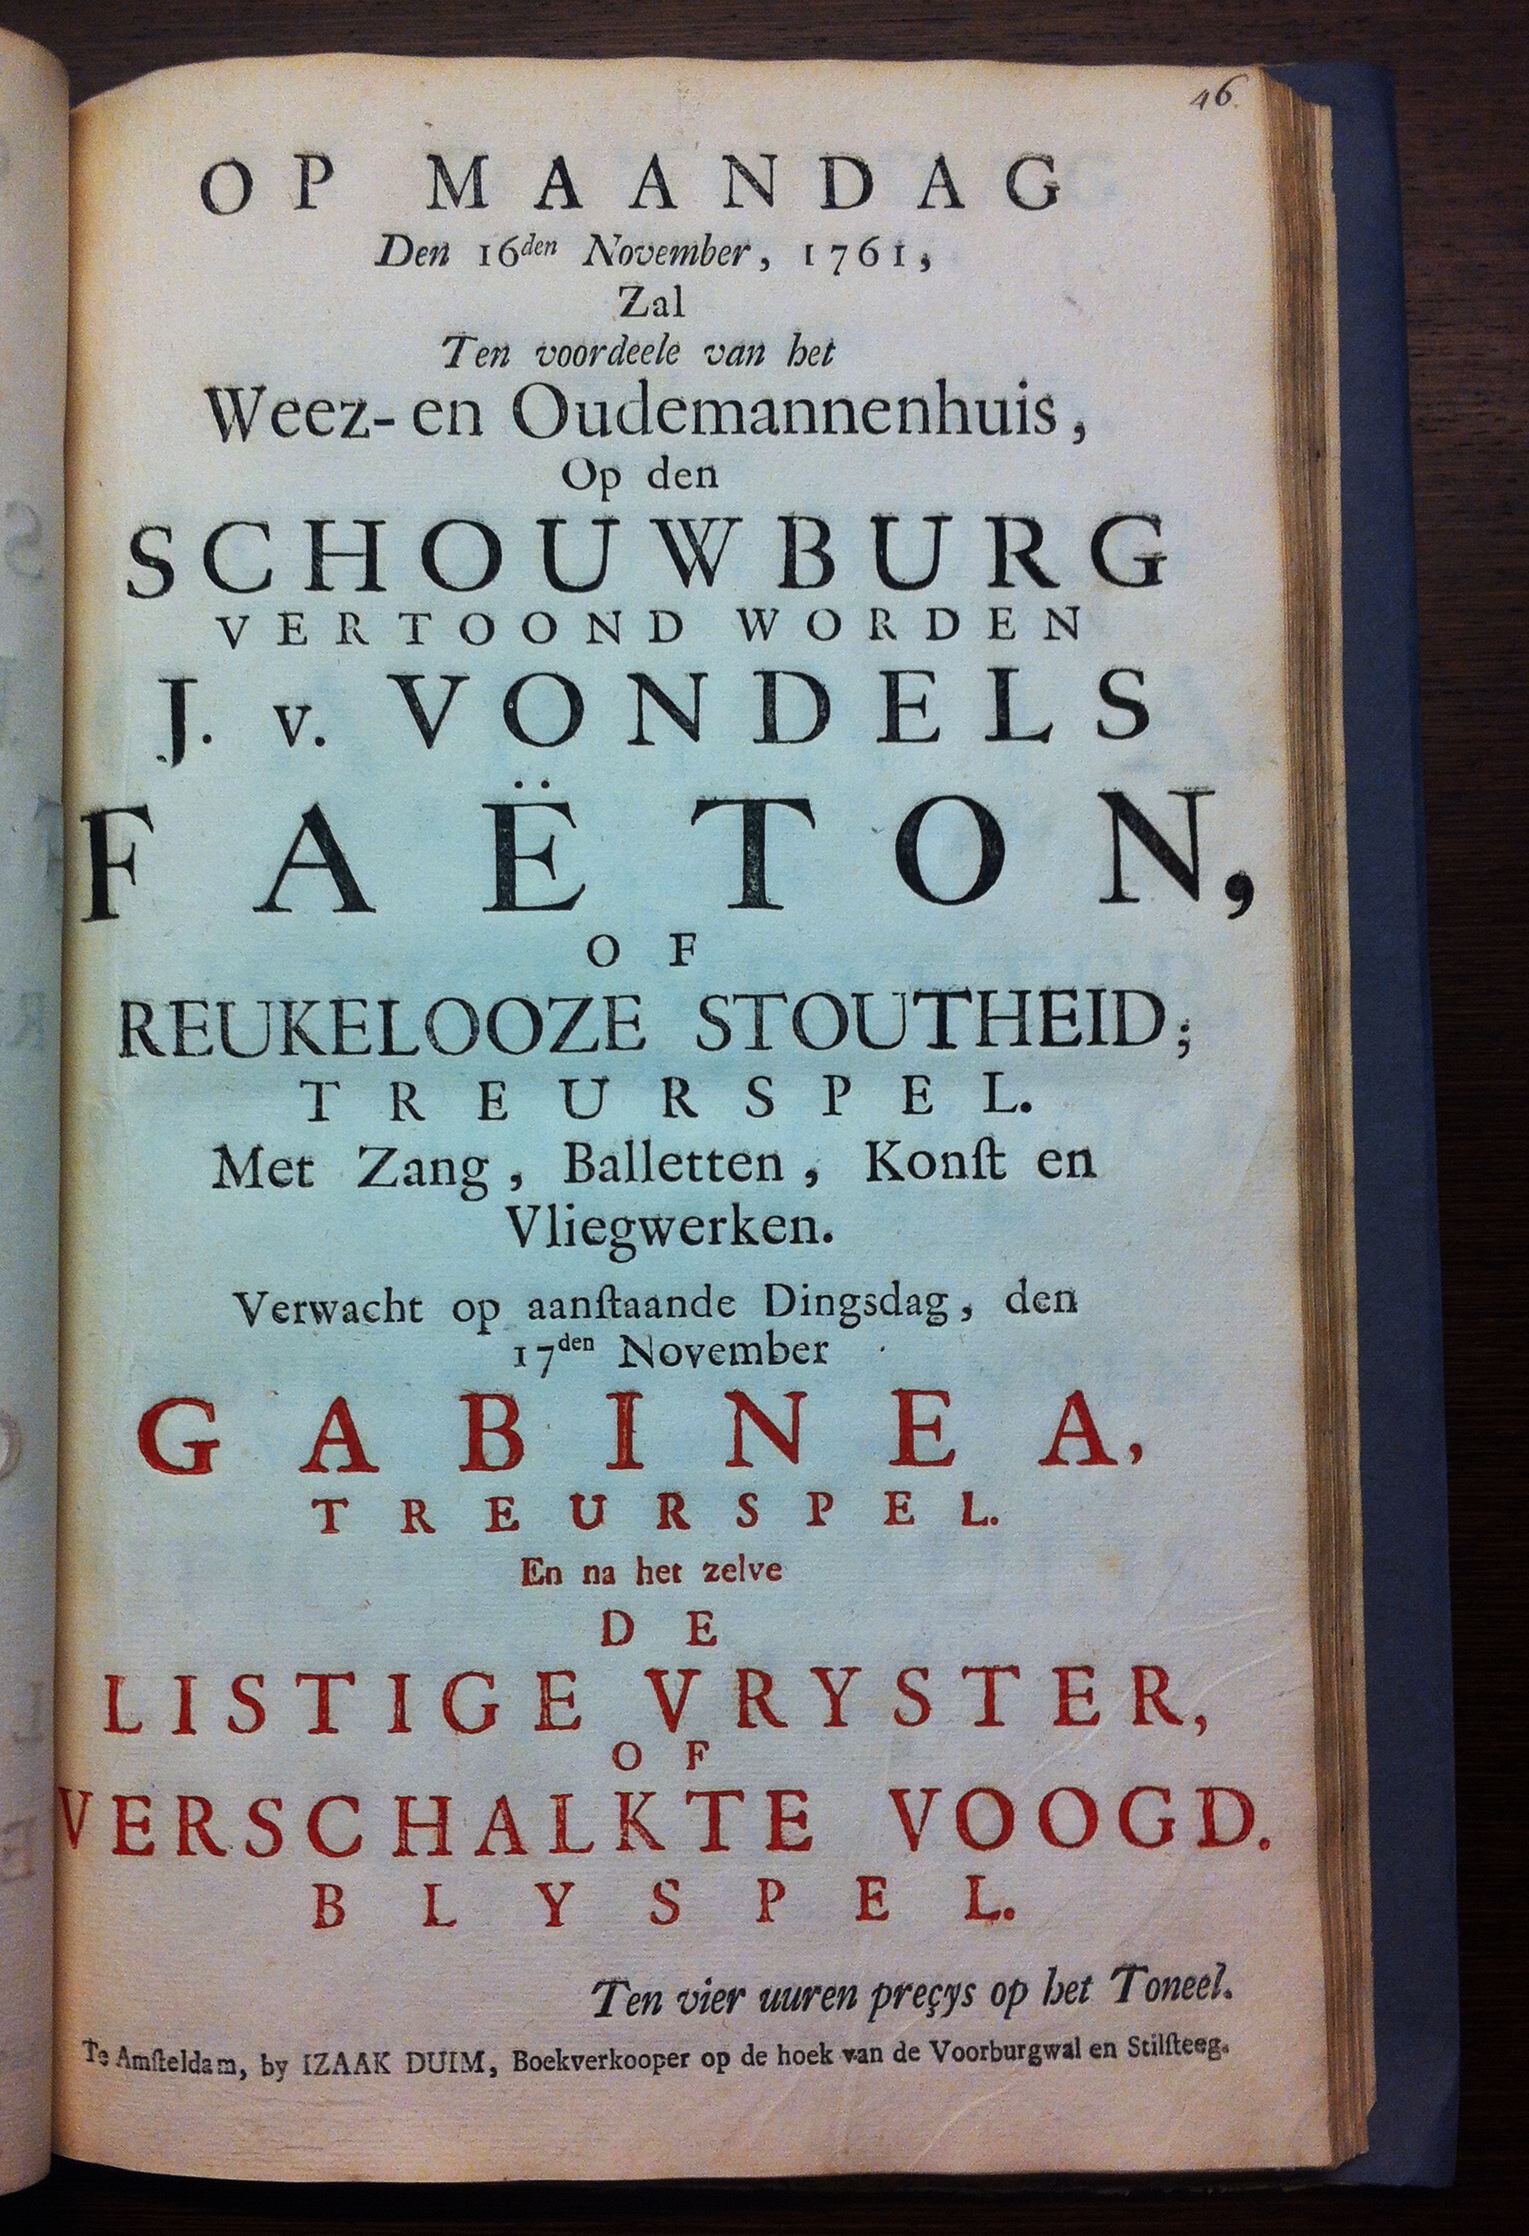 46.
OP MAANDAG
Den 16den November, 1761,
Zal
Ten voordeele van het
Weez- en Oudemannenhuis,
Op den
SCHOUWBURG
VERTOOND WORDEN
J. v. VONDELS
FAËTON,
OF
REUKELOOZE STOUTHEID;
TREURSPEL.
Met Zang, Balletten, Konſt en
Vliegwerken.
Verwacht op aanſtaande Dingsdag, den
17den November
GABINEA,
TREURSPEL.
En na het zelve
DE
LISTIGE VRYSTER,
OF
VERSCHALKTE VOOGD.
BLYSPEL.
Ten vier uuren preçys op het Toneel.
Te Amſteldam, by IZAAK DUIM, Boekverkooper op de hoek van de Voorburgwal en Stilſteeg.